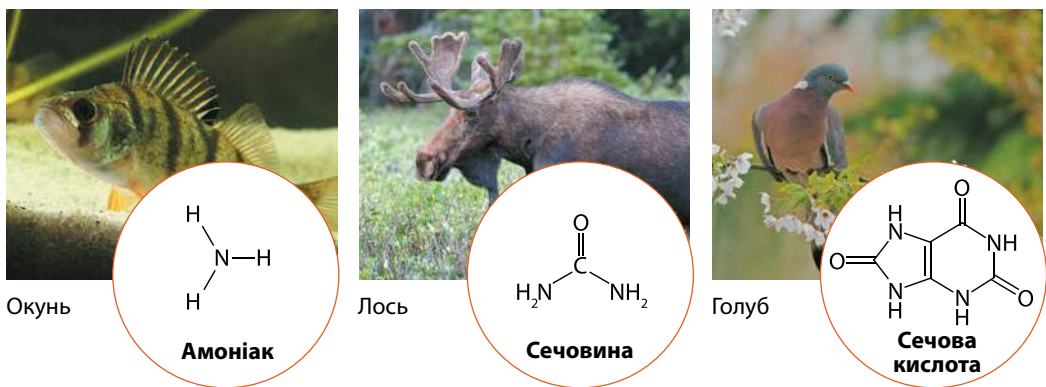 H
N
H
H
Окунь
Амоніак
O
C
H₂N
NH₂
Лось
Сечовина
O
H
N
NH
O
N
H
N
H
O
Голуб
Сечова
кислота